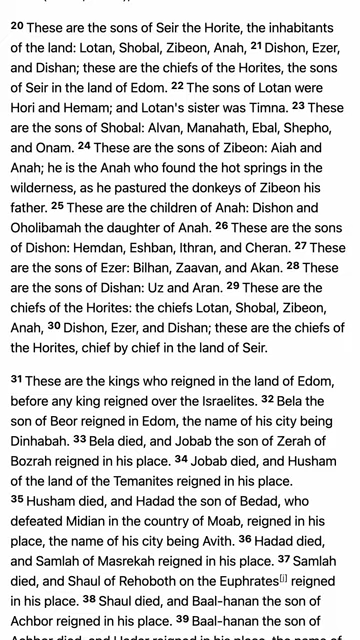 20 These are the sons of Seir the Horite, the inhabitants
of the land: Lotan, Shobal, Zibeon, Anah, 21 Dishon, Ezer,
and Dishan; these are the chiefs of the Horites, the sons
of Seir in the land of Edom. 22 The sons of Lotan were
Hori and Hemam; and Lotan's sister was Timna. 23 These
are the sons of Shobal: Alvan, Manahath, Ebal, Shepho,
and Onam. 24 These are the sons of Zibeon: Aiah and
Anah; he is the Anah who found the hot springs in the
wilderness, as he pastured the donkeys of Zibeon his
father. 25 These are the children of Anah: Dishon and
Oholibamah the daughter of Anah. 26 These are the sons
of Dishon: Hemdan, Eshban, Ithran, and Cheran. 27 These
are the sons of Ezer: Bilhan, Zaavan, and Akan. 28 These
are the sons of Dishan: Uz and Aran. 29 These are the
chiefs of the Horites: the chiefs Lotan, Shobal, Zibeon,
Anah, 30 Dishon, Ezer, and Dishan; these are the chiefs of
the Horites, chief by chief in the land of Seir.
31 These are the kings who reigned in the land of Edom,
before any king reigned over the Israelites. 32 Bela the
son of Beor reigned in Edom, the name of his city being
Dinhabah. 33 Bela died, and Jobab the son of Zerah of
Bozrah reigned in his place. 34 Jobab died, and Husham
of the land of the Temanites reigned in his place.
35 Husham died, and Hadad the son of Bedad, who
defeated Midian in the country of Moab, reigned in his
place, the name of his city being Avith. 36 Hadad died,
and Samlah of Masrekah reigned in his place. 37 Samlah
died, and Shaul of Rehoboth on the Euphrates[j] reigned
in his place. 38 Shaul died, and Baal-hanan the son of
Achbor reigned in his place. 39 Baal-hanan the son of